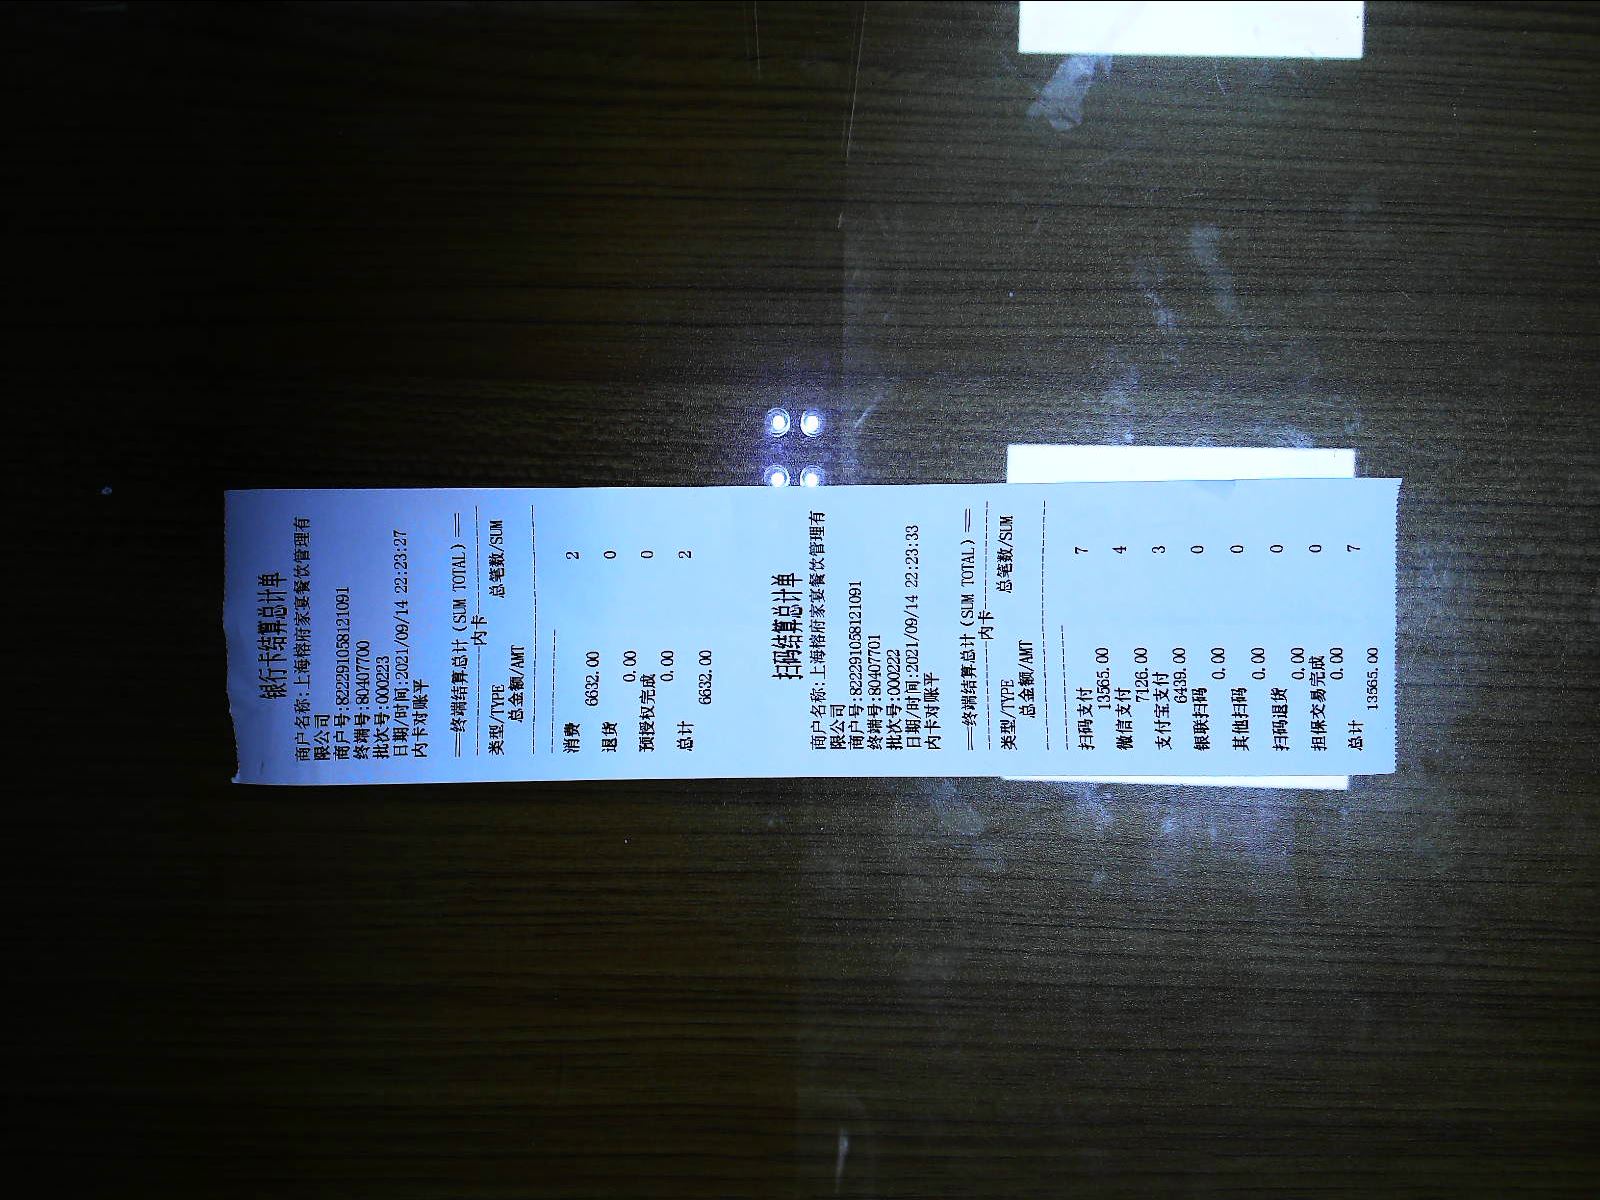 银行卡结算总计单
商户名称:上海榕府家宴餐饮管理有
限公司
商户号:822291058121091
终端号:80407700
批次号:000223
日期/时间:2021/09/14 22:23:27
内卡对账平
==终端结算总计(SUM TOTAL)==
内卡
类型/TYPE 总笔数/SUM
总金额/AMT
消费 2
6632.00
退货 0
0.00
预授权完成 0
0.00
总计 2
6632.00
扫码结算总计单
商户名称:上海榕府家宴餐饮管理有
限公司
商户号:822291058121091
终端号:80407701
批次号:000222
日期/时间:2021/09/14 22:23:33
内卡对账平
==终端结算总计(SUM TOTAL)==
内卡
类型/TYPE 总笔数/SUM
总金额/AMT
扫码支付 7
13565.00
微信支付 4
7126.00
支付宝支付 3
6439.00
银联扫码 0
0.00
其他扫码 0
0.00
扫码退货 0
0.00
担保交易完成 0
0.00
总计 7
13565.00